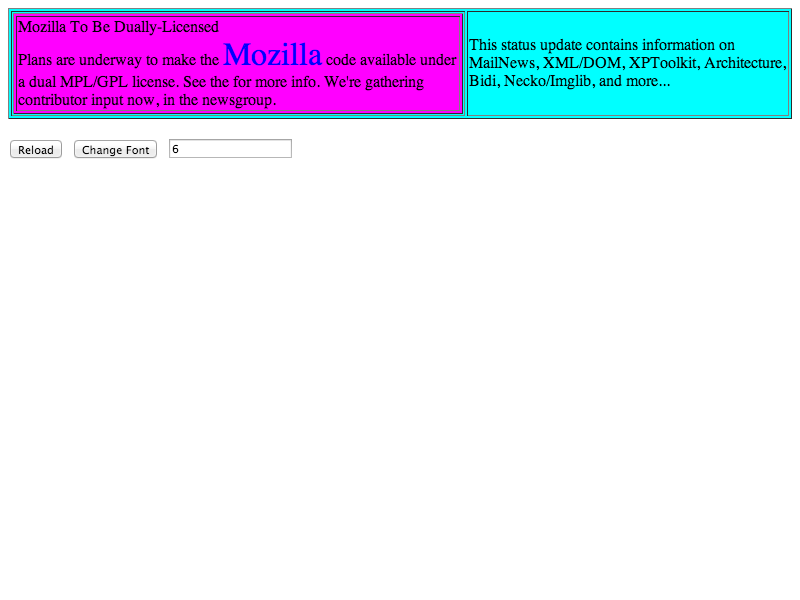 Mozilla To Be Dually-Licensed
Plans are underway to make the Mozilla code available under
a dual MPL/GPL license. See the for more info. We're gathering
contributor input now, in the newsgroup.
This status update contains information on
MailNews, XML/DOM, XPToolkit, Architecture,
Bidi, Necko/Imglib, and more...
Reload Change Font 6